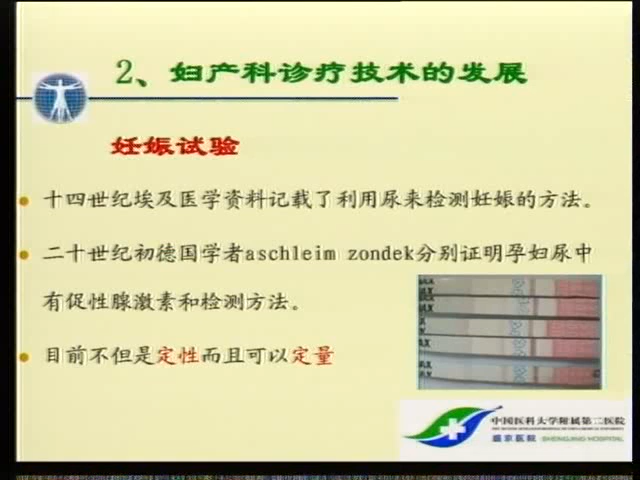 2、妇产科诊疗技术的发展
妊娠试验
十四世纪埃及医学资料记载了利用尿来检测妊娠的方法。
二十世纪初德国学者aschleim zondek分别证明孕妇尿中
有促性腺激素和检测方法。
目前不但是定性而且可以定量
中国医科大学附属第二医院
盛京医院 SHENGJING HOSPITAL